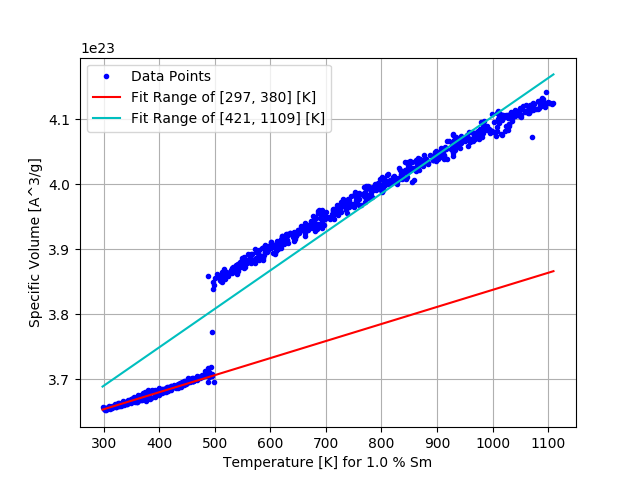 1e23
Data Points
Fit Range of [297, 380] [K]
Fit Range of [421, 1109] [K]
4.1
4.0
3.9
3.8
3.7
Specific Volume [A^3/g]
300 400 500 600 700 800 900 1000 1100
Temperature [K] for 1.0 % Sm